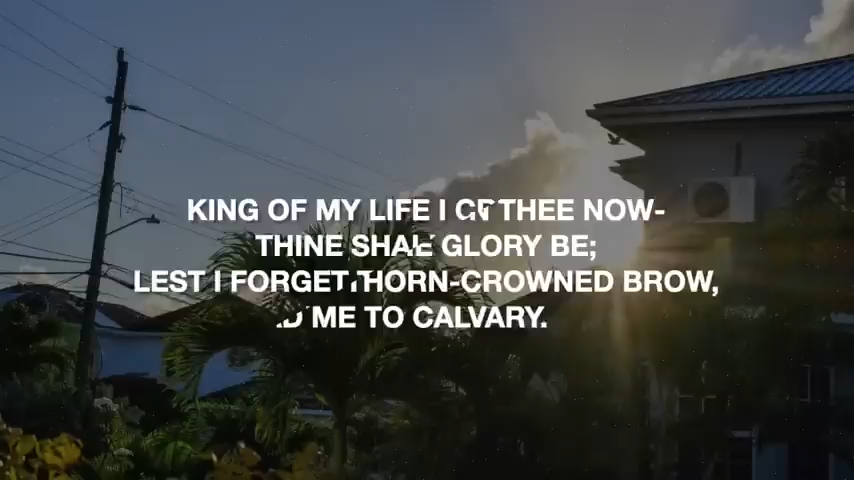 KING OF MY LIFE I THEE NOW-
THINE GLORY BE;
LEST I FORGET THORN-CROWNED BROW,
ME TO CALVARY.